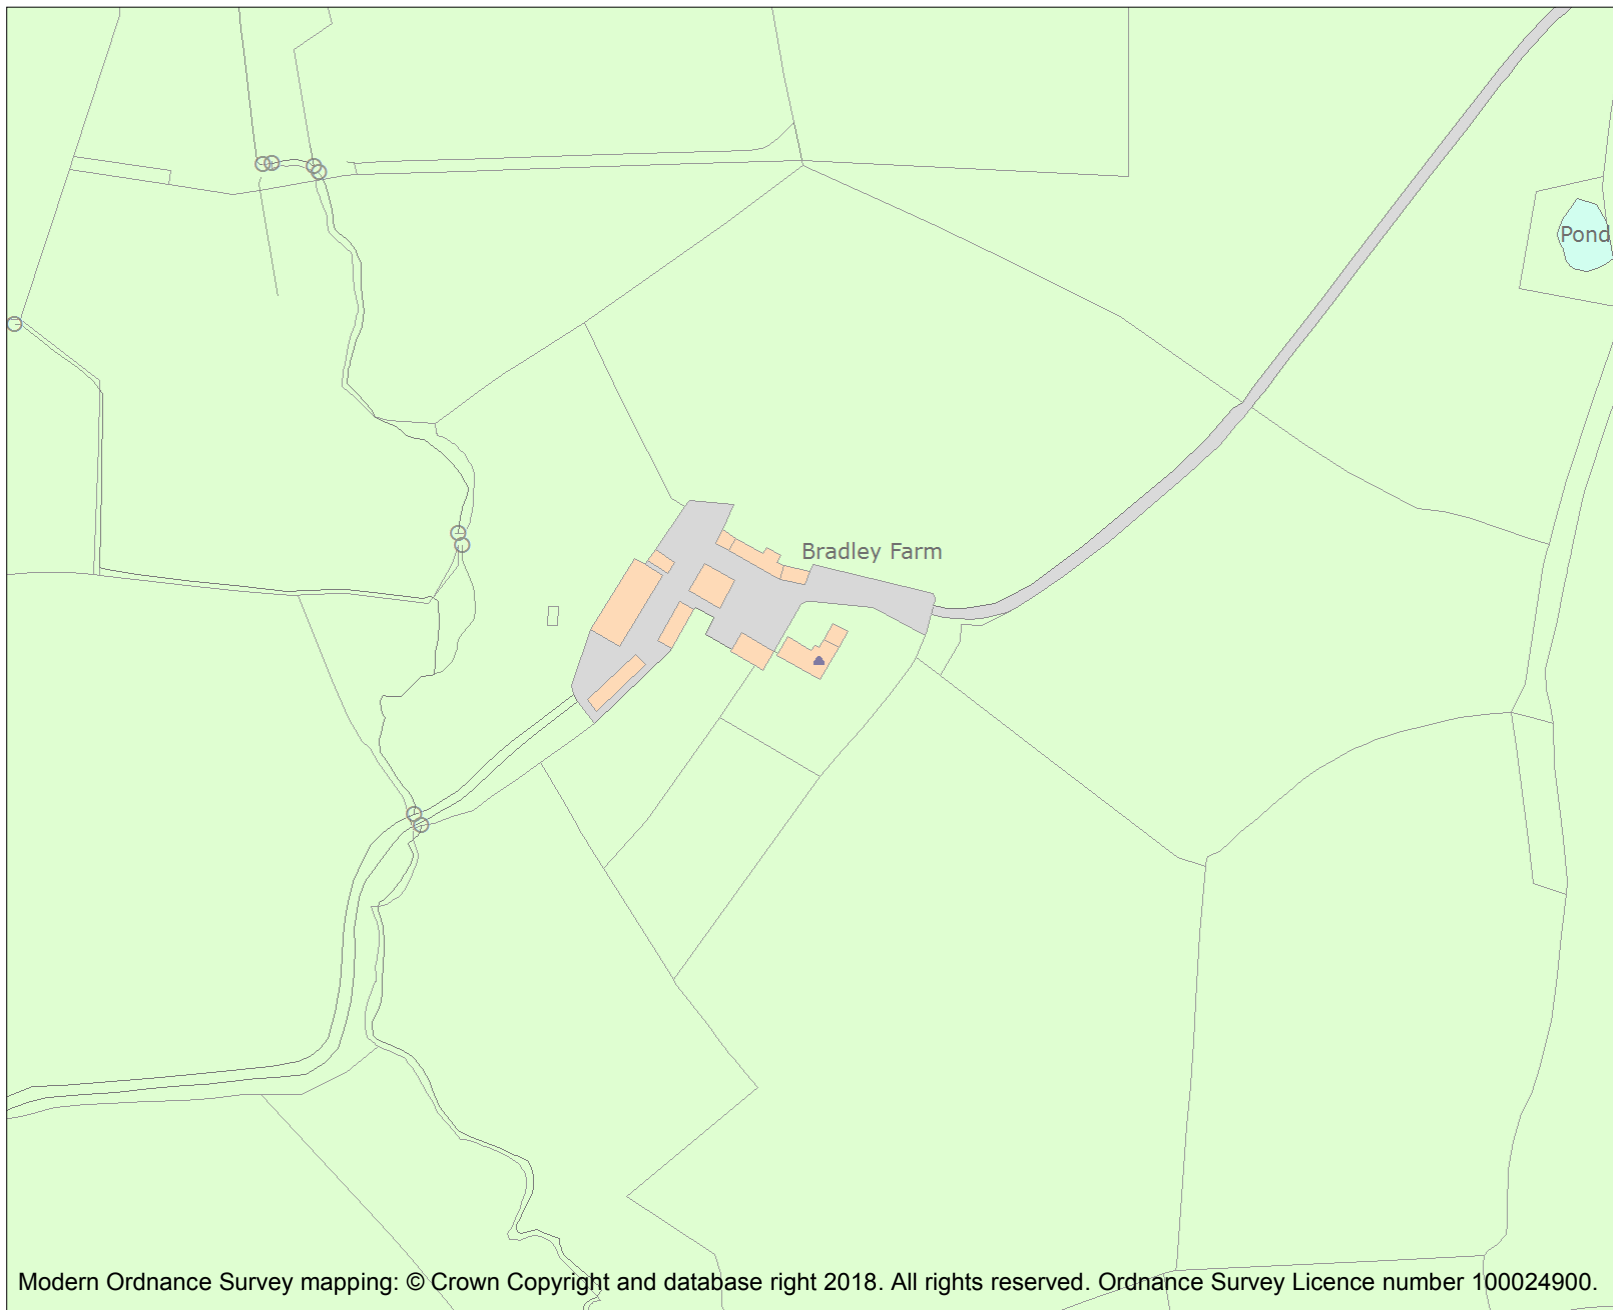 Pond
Bradley Farm
Modern Ordnance Survey mapping: © Crown Copyright and database right 2018. All rights reserved. Ordnance Survey Licence number 100024900.